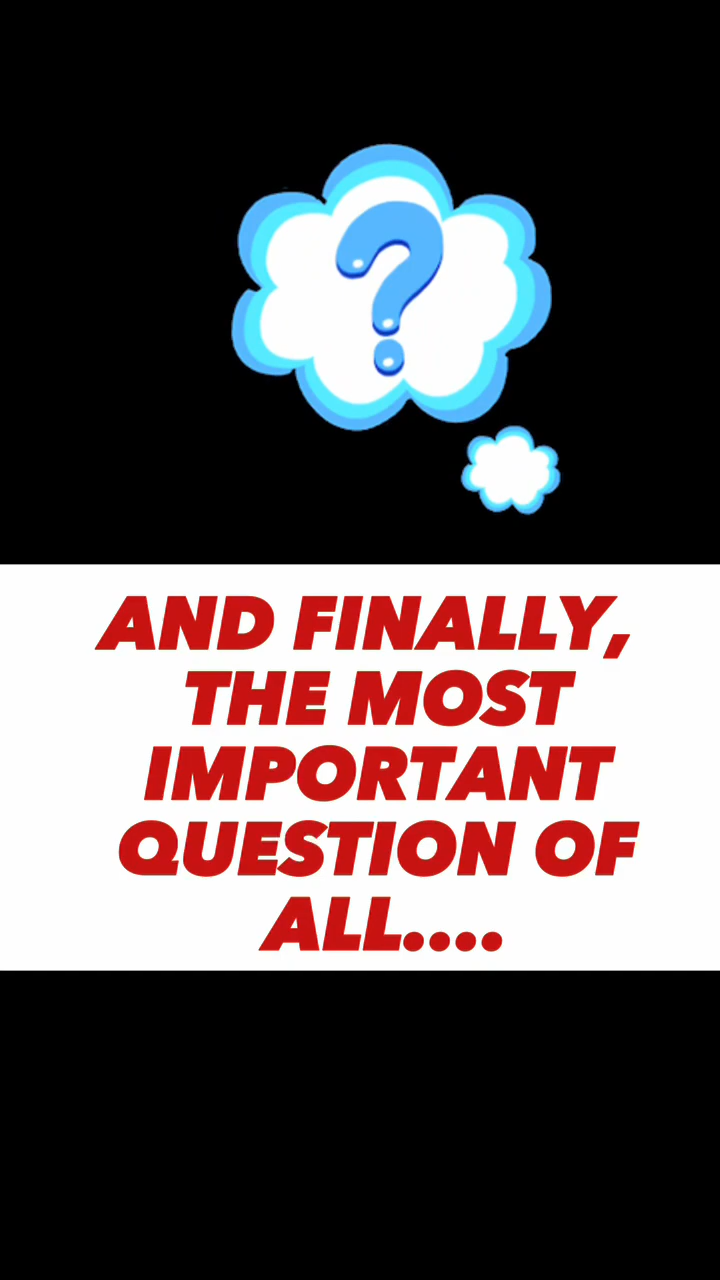 ?
AND FINALLY,
THE MOST
IMPORTANT
QUESTION OF
ALL....